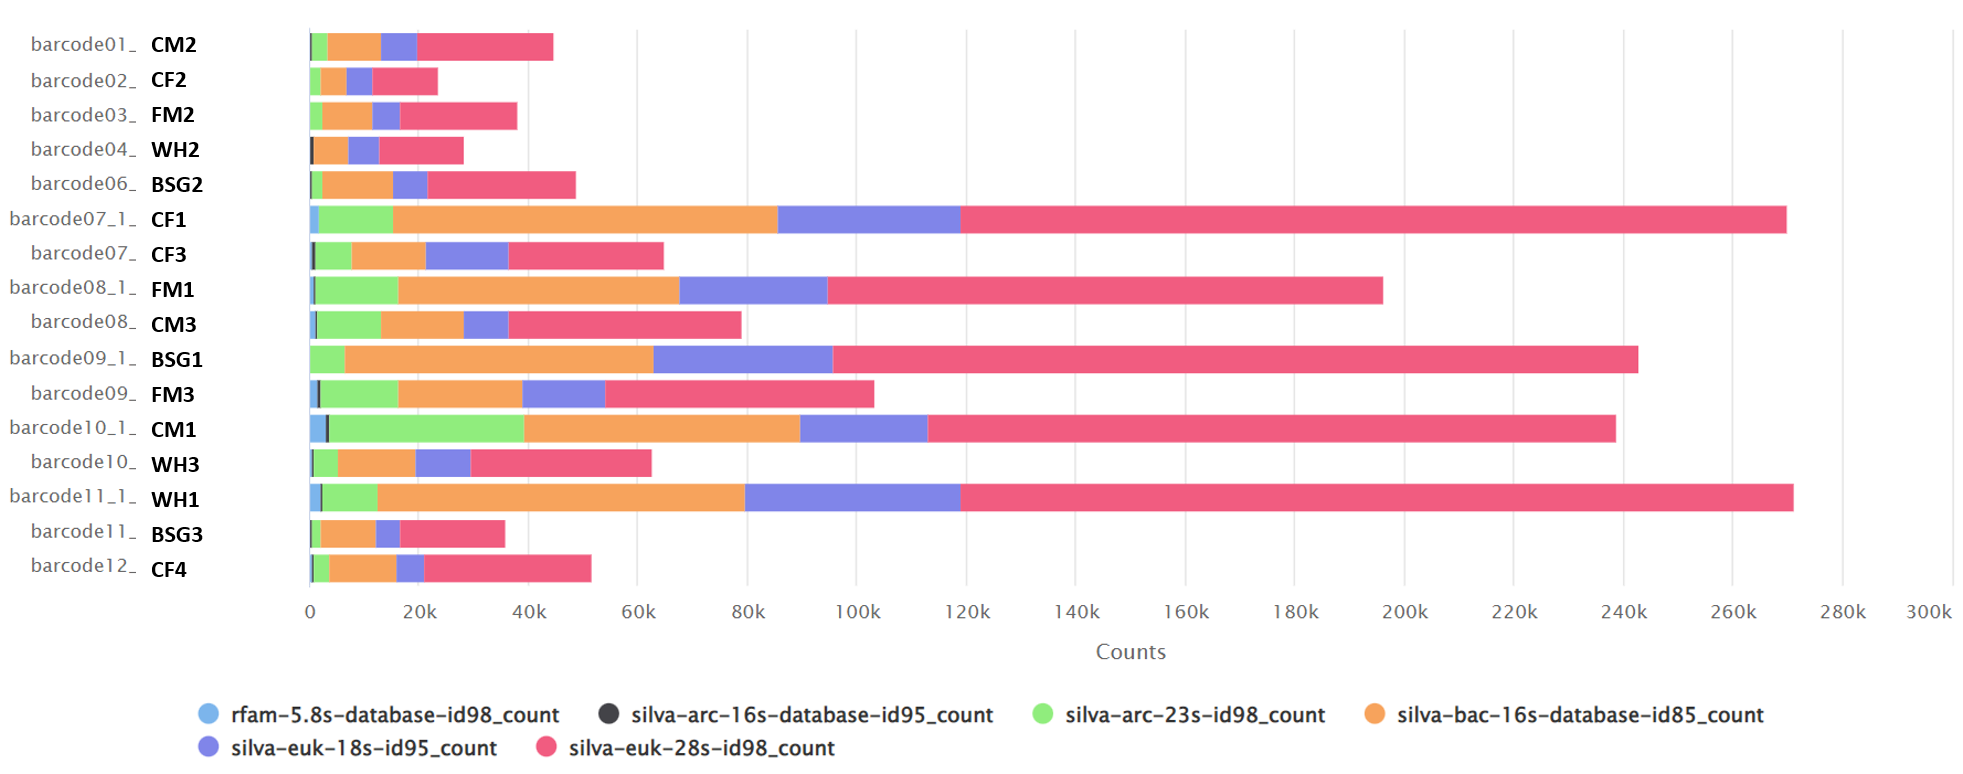 barcode01_ CM2
barcode02_ CF2
barcode03_ FM2
barcode04_ WH2
barcode06_ BSG2
barcode07_1_ CF1
barcode07_ CF3
barcode08_1_ FM1
barcode08_ CM3
barcode09_1_ BSG1
barcode09_ FM3
barcode10_1_ CM1
barcode10_ WH3
barcode11_1_ WH1
barcode11_ BSG3
barcode12_ CF4
0 20k 40k 60k 80k 100k 120k 140k 160k 180k 200k 220k 240k 260k 280k 300k
Counts
rfam-5.8s-database-id98_count silva-arc-16s-database-id95_count silva-arc-23s-id98_count silva-bac-16s-database-id85_count
silva-euk-18s-id95_count silva-euk-28s-id98_count